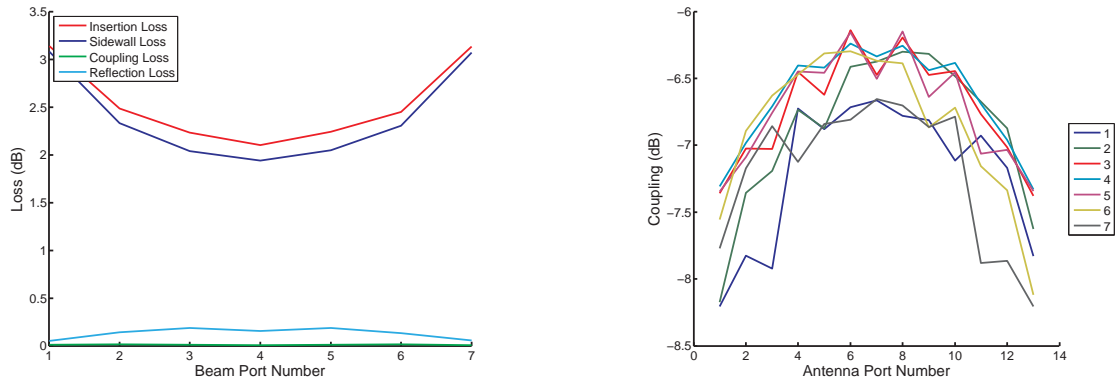 3.5
3
2.5
2
1.5
1
0.5
0
Loss (dB)
Insertion Loss
Sidewall Loss
Coupling Loss
Reflection Loss
1 2 3 4 5 6 7
Beam Port Number
−6
−6.5
−7
−7.5
−8
−8.5
Coupling (dB)
0 2 4 6 8 10 12 14
Antenna Port Number
1
2
3
4
5
6
7